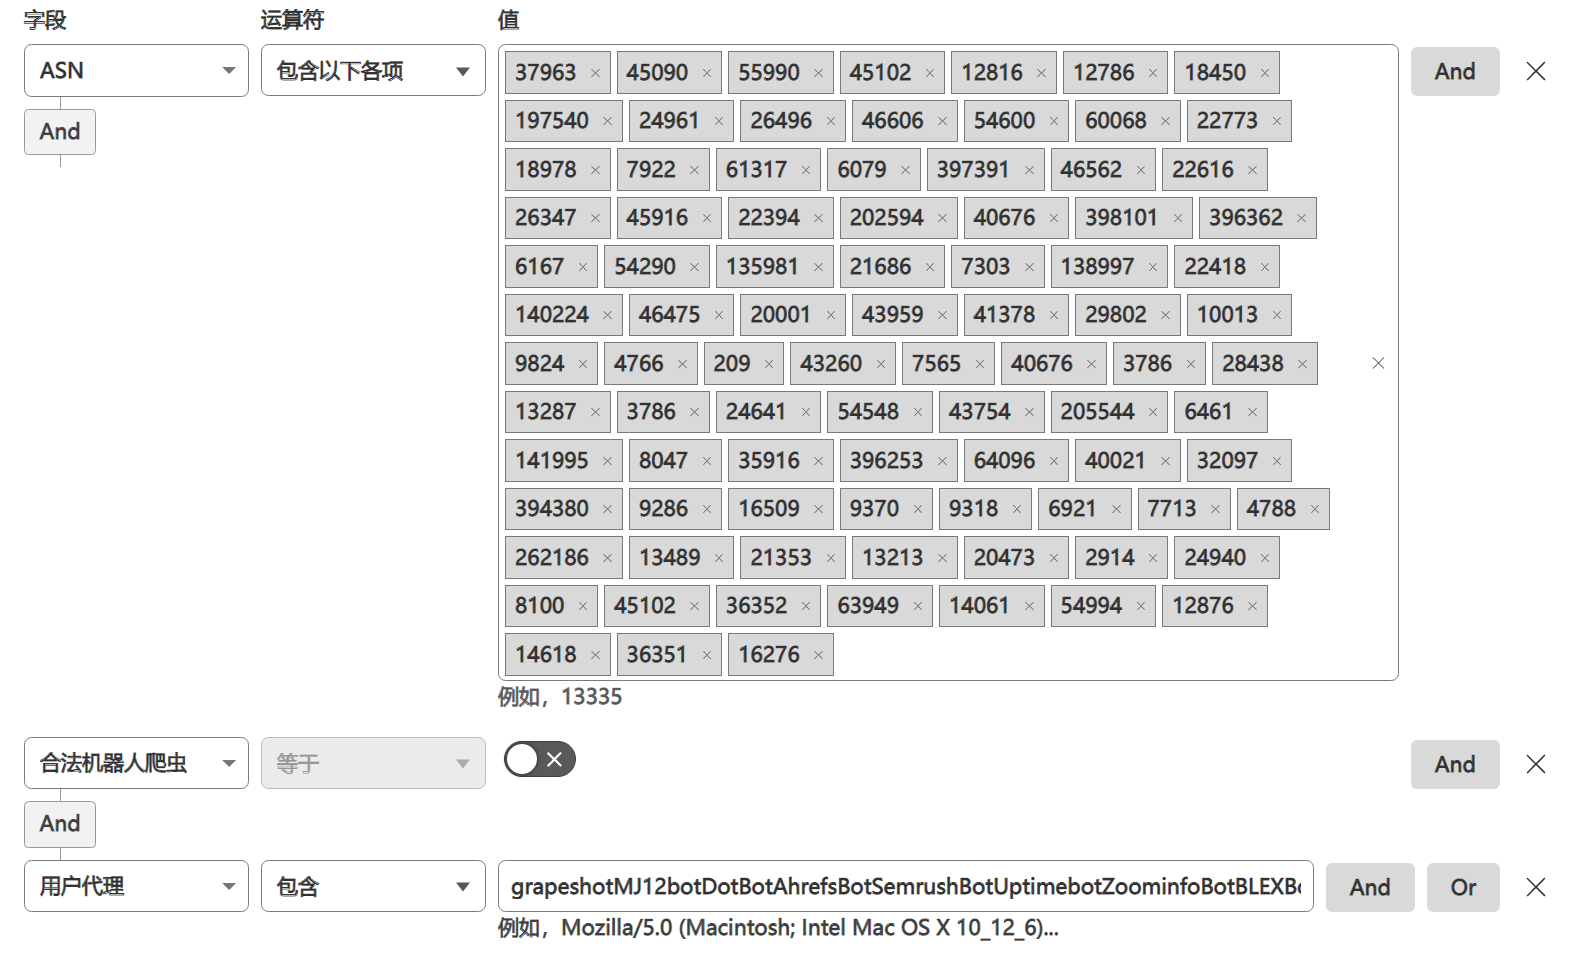 字段 运算符 值
ASN 包含以下各项 37963 45090 55990 45102 12816 12786 18450 And
And 197540 24961 26496 46606 54600 60068 22773
18978 7922 61317 6079 397391 46562 22616
26347 45916 22394 202594 40676 398101 396362
6167 54290 135981 21686 7303 138997 22418
140224 46475 20001 43959 41378 29802 10013
9824 4766 209 43260 7565 40676 3786 28438
13287 3786 24641 54548 43754 205544 6461
141995 8047 35916 396253 64096 40021 32097
394380 9286 16509 9370 9318 6921 7713 4788
262186 13489 21353 13213 20473 2914 24940
8100 45102 36352 63949 14061 54994 12876
14618 36351 16276
例如，13335
合法机器人爬虫 等于 And
And
用户代理 包含 grapeshotMJ12botDotBotAhrefsBotSemrushBotUptimebotZoominfoBotBLEXB And Or
例如，Mozilla/5.0 (Macintosh; Intel Mac OS X 10_12_6)...